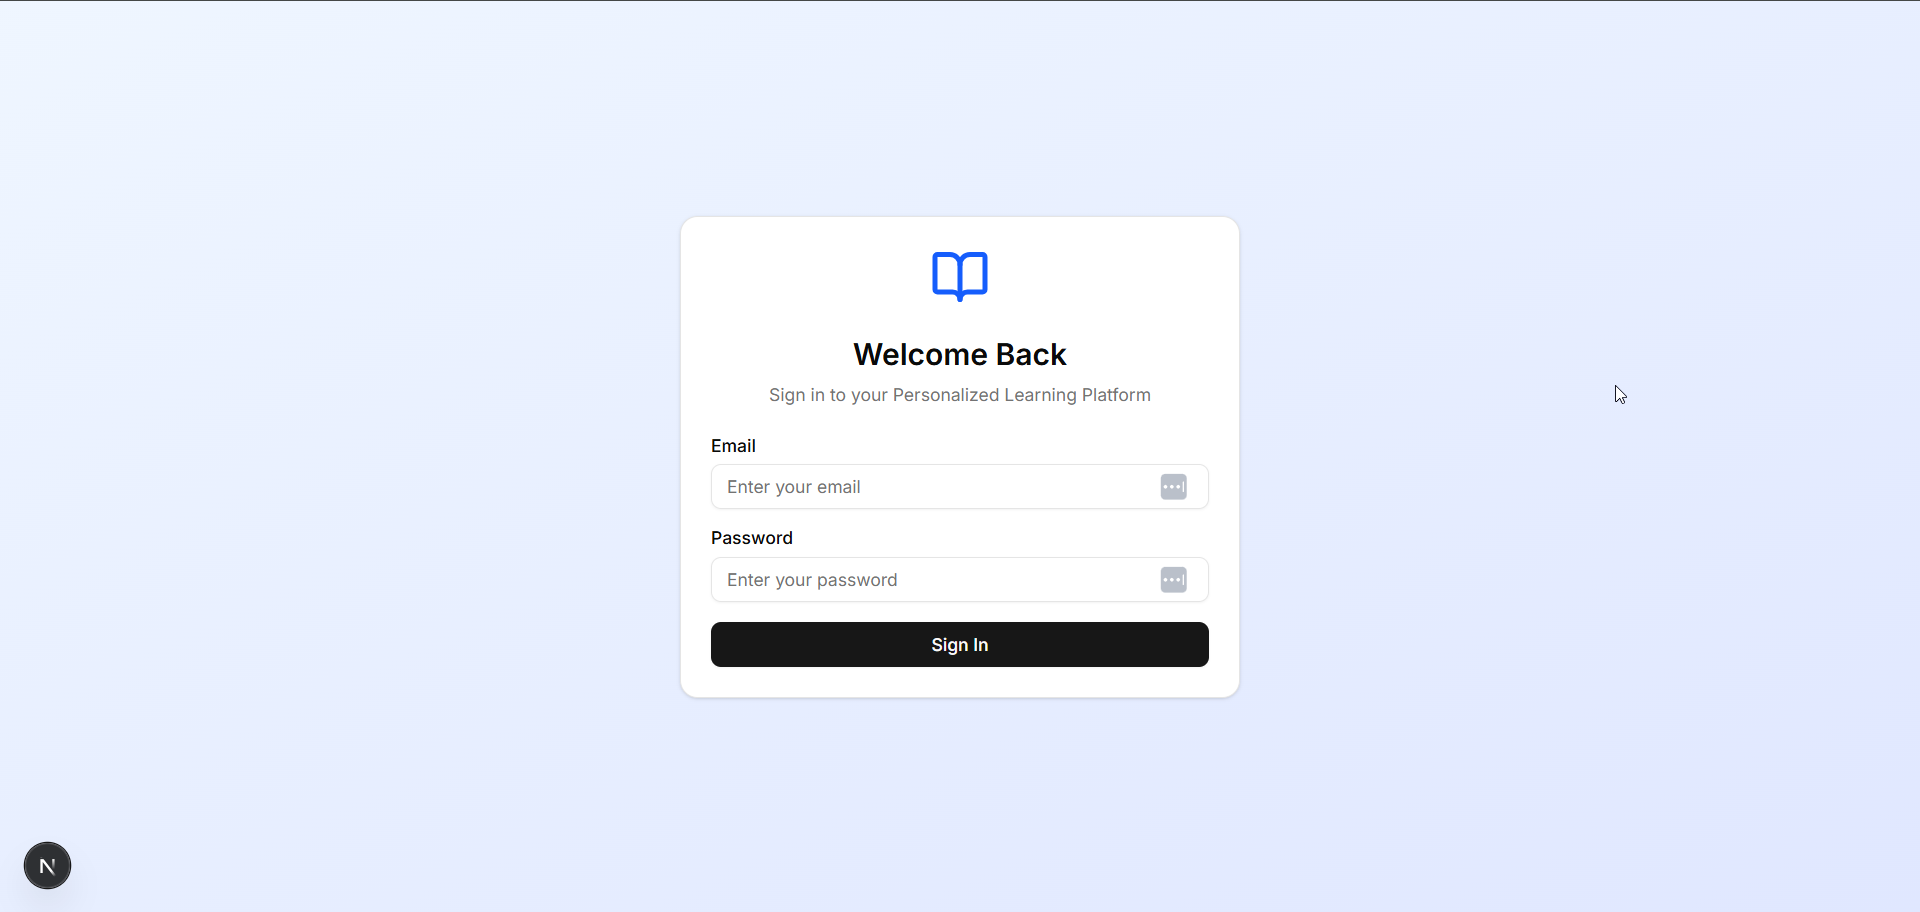 Welcome Back
Sign in to your Personalized Learning Platform
Email
Enter your email
Password
Enter your password
Sign In
N